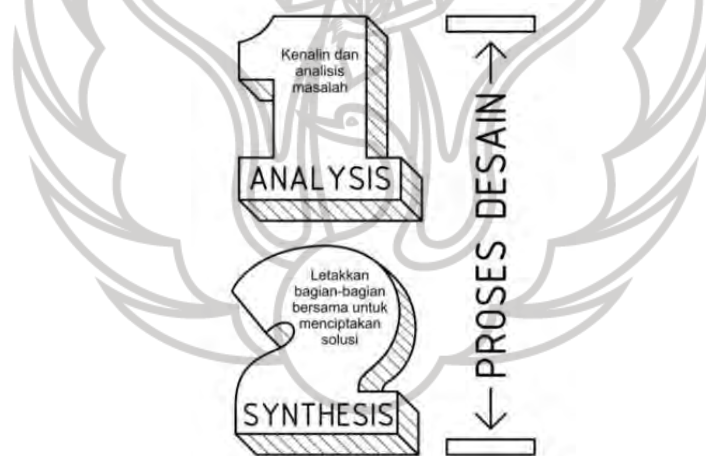 Kenalin dan
analisis
masalah
ANALYSIS
Letakkan
bagian-bagian
bersama untuk
menciptakan
solusi
SYNTHESIS
PROSES DESAIN